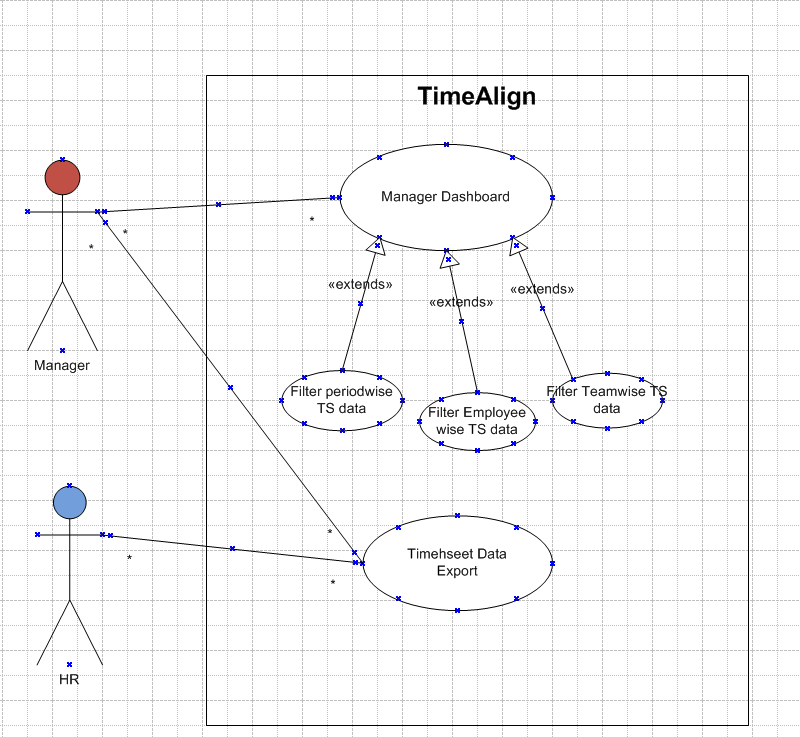 TimeAlign
Manager Dashboard
*
*
*
«extends»
«extends»
«extends»
Manager
Filter periodwise
TS data
Filter Employee
wise TS data
Filter Teamwise TS
data
*
*
*
Timehseet Data
Export
HR